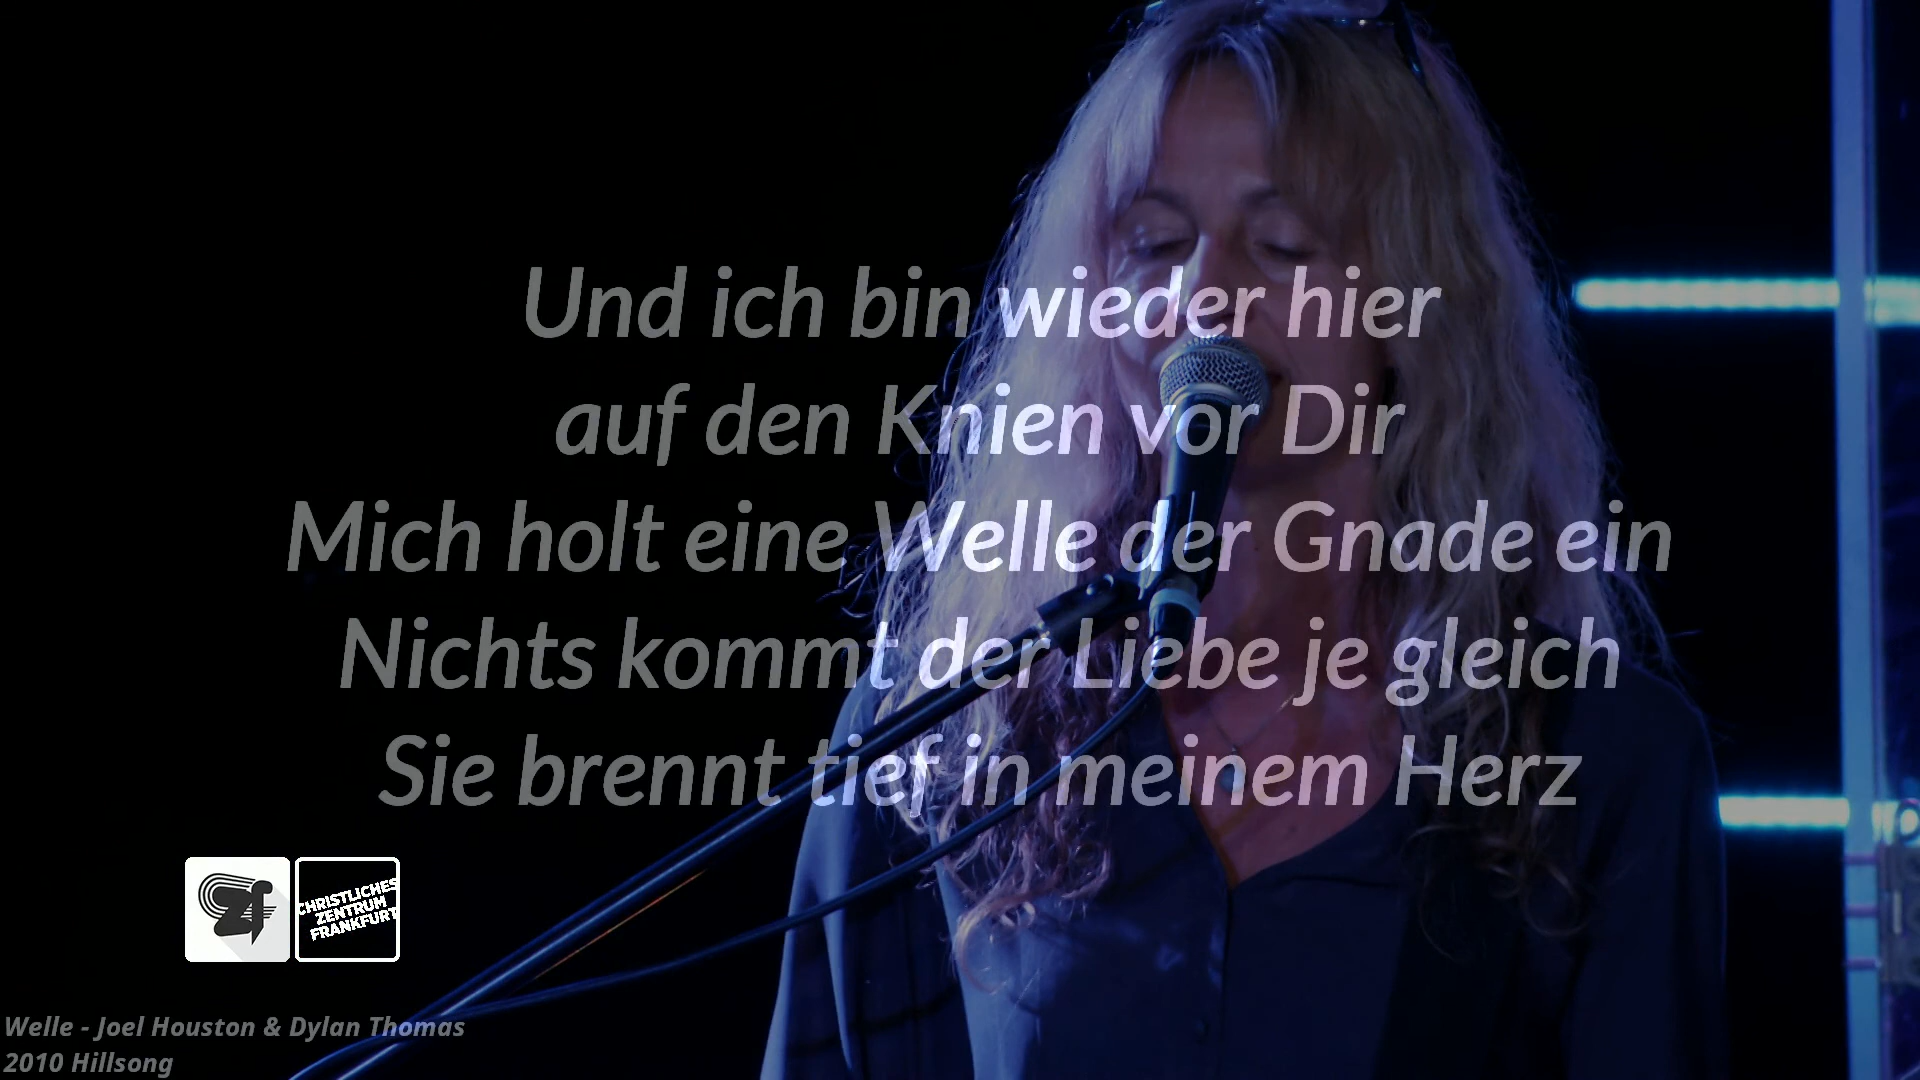 Und ich bin wieder hier
auf den Knien vor Dir
Mich holt eine Welle der Gnade ein
Nichts kommt der Liebe je gleich
Sie brennt tief in meinem Herz
czf
CHRISTLICHES
ZENTRUM
FRANKFURT
Welle - Joel Houston & Dylan Thomas
2010 Hillsong